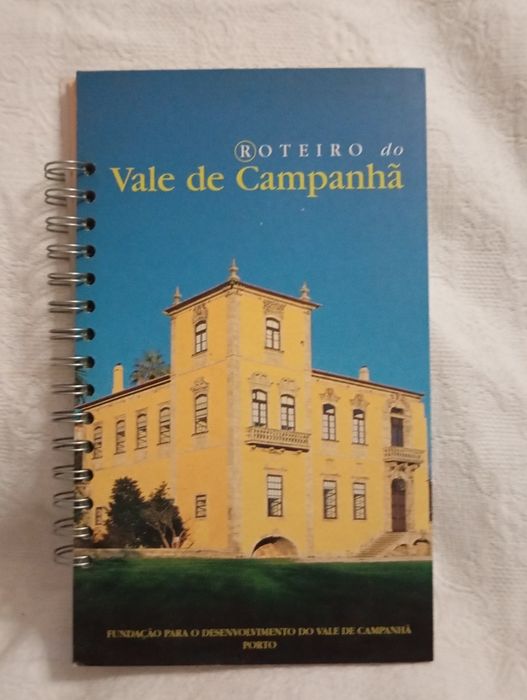 ROTEIRO do
Vale de Campanhã
FUNDAÇÃO PARA O DESENVOLVIMENTO DO VALE DE CAMPANHÃ
PORTO